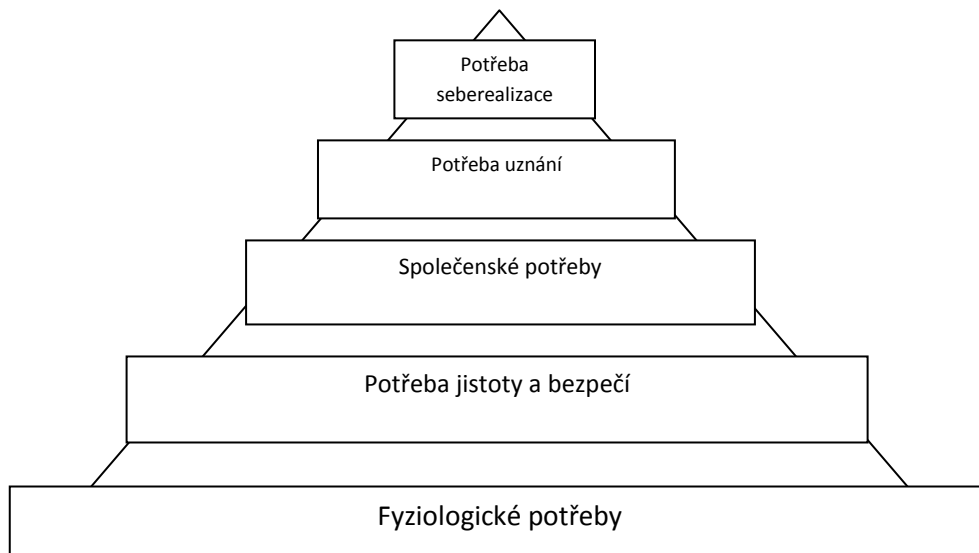 Potřeba
seberealizace
Potřeba uznání
Společenské potřeby
Potřeba jistoty a bezpečí
Fyziologické potřeby